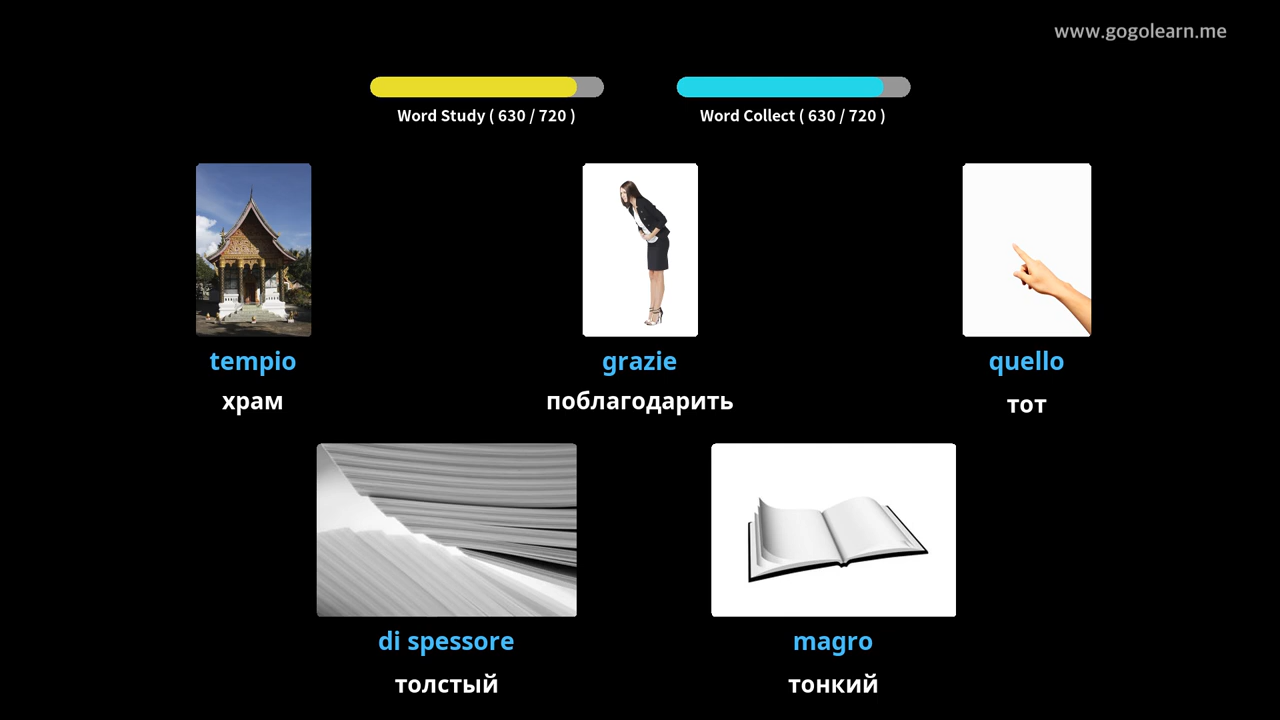 www.gogolearn.me
Word Study ( 630 / 720 )
Word Collect ( 630 / 720 )
tempio
grazie
quello
храм
поблагодарить
тот
di spessore
magro
толстый
тонкий